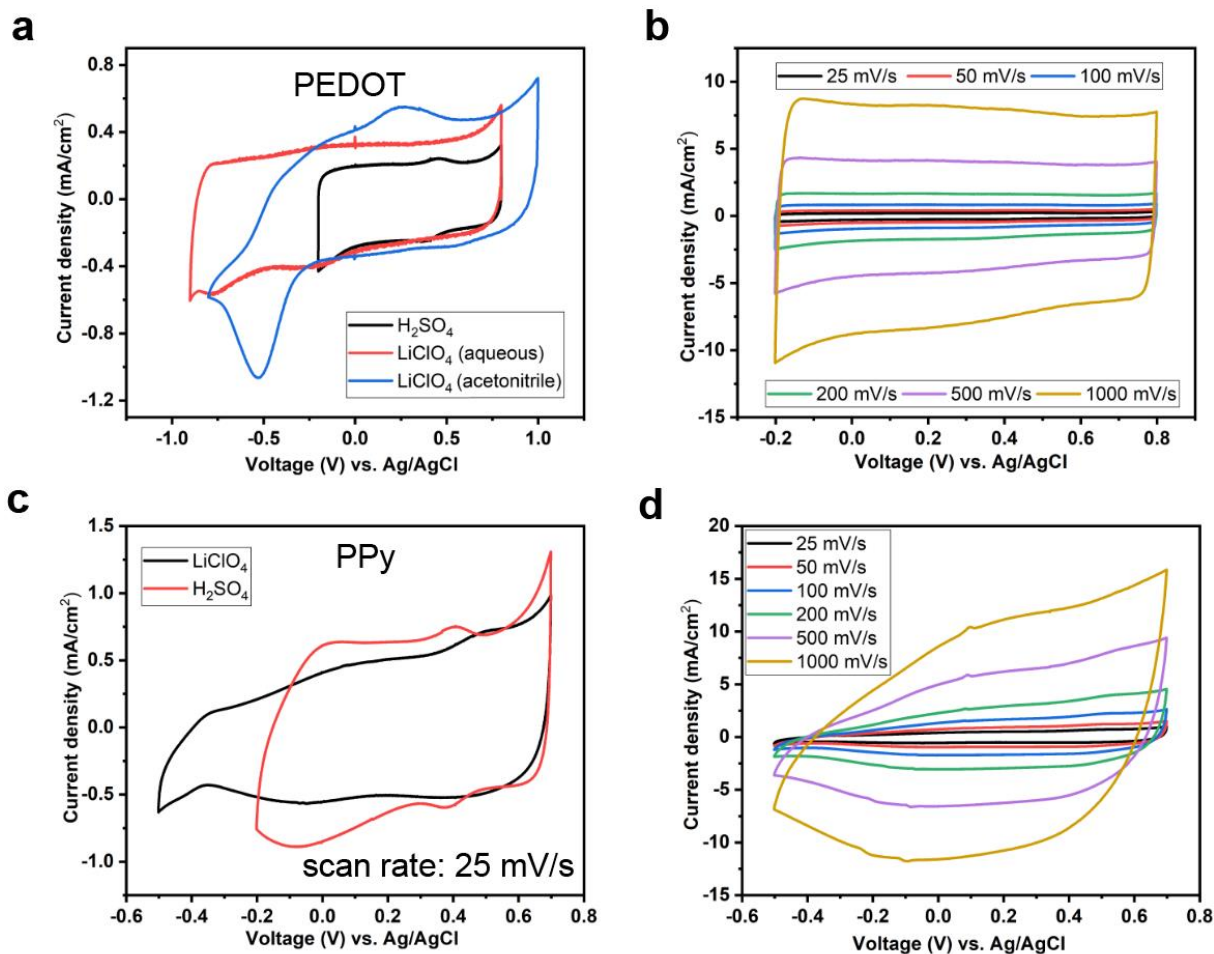 a
PEDOT
0.8
0.4
0.0
-0.4
-0.8
-1.2
Current density (mA/cm²)
H₂SO₄
LiClO₄ (aqueous)
LiClO₄ (acetonitrile)
-1.0 -0.5 0.0 0.5 1.0
Voltage (V) vs. Ag/AgCl
b
10
5
0
-5
-10
-15
Current density (mA/cm²)
25 mV/s 50 mV/s 100 mV/s
200 mV/s 500 mV/s 1000 mV/s
-0.2 0.0 0.2 0.4 0.6 0.8
Voltage (V) vs. Ag/AgCl
c
PPy
1.5
1.0
0.5
0.0
-0.5
-1.0
Current density (mA/cm²)
LiClO₄
H₂SO₄
scan rate: 25 mV/s
-0.6 -0.4 -0.2 0.0 0.2 0.4 0.6 0.8
Voltage (V) vs. Ag/AgCl
d
20
15
10
5
0
-5
-10
-15
Current density (mA/cm²)
25 mV/s
50 mV/s
100 mV/s
200 mV/s
500 mV/s
1000 mV/s
-0.6 -0.4 -0.2 0.0 0.2 0.4 0.6 0.8
Voltage (V) vs. Ag/AgCl